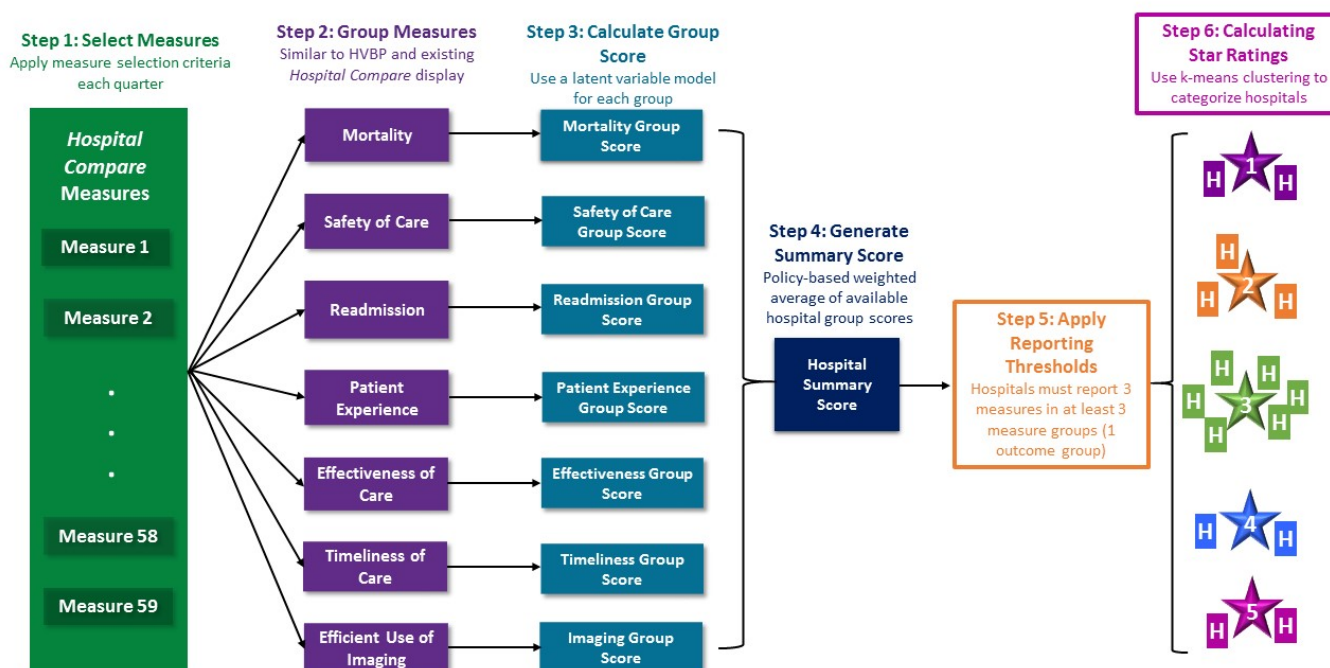 Step 1: Select Measures
Apply measure selection criteria
each quarter
Hospital
Compare
Measures
Measure 1
Measure 2
.
.
.
Measure 58
Measure 59
Step 2: Group Measures
Similar to HVBP and existing
Hospital Compare display
Mortality
Safety of Care
Readmission
Patient
Experience
Effectiveness of
Care
Timeliness of
Care
Efficient Use of
Imaging
Step 3: Calculate Group
Score
Use a latent variable model
for each group
Mortality Group
Score
Safety of Care
Group Score
Readmission Group
Score
Patient Experience
Group Score
Effectiveness Group
Score
Timeliness Group
Score
Imaging Group
Score
Step 4: Generate
Summary Score
Policy-based weighted
average of available
hospital group scores
Hospital
Summary
Score
Step 5: Apply
Reporting
Thresholds
Hospitals must report 3
measures in at least 3
measure groups (1
outcome group)
Step 6: Calculating
Star Ratings
Use k-means clustering to
categorize hospitals
H 1 H
H
H 2 H
H H
H 3 H
H H
H 4 H
H 5 H